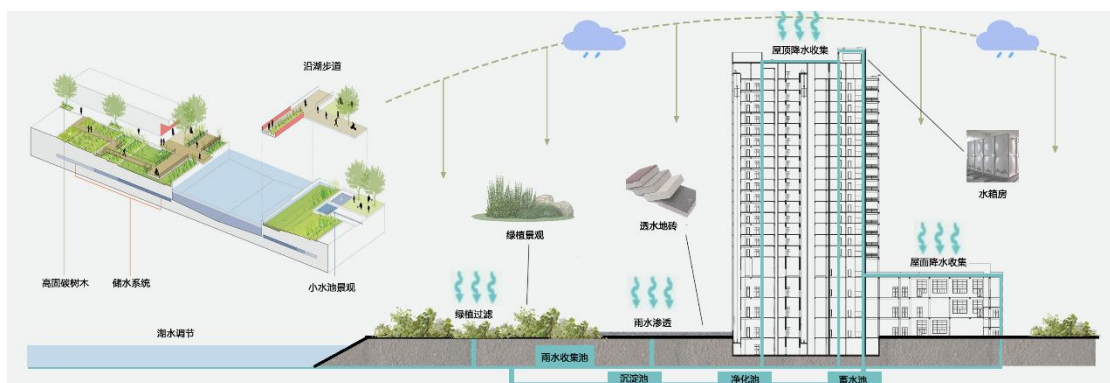 屋顶降水收集
沿湖步道
水箱房
透水地砖
绿植景观
屋面降水收集
高固碳树木
储水系统
小水池景观
绿植过滤
雨水渗透
湖水调节
雨水收集池
沉淀池
净化池
蓄水池